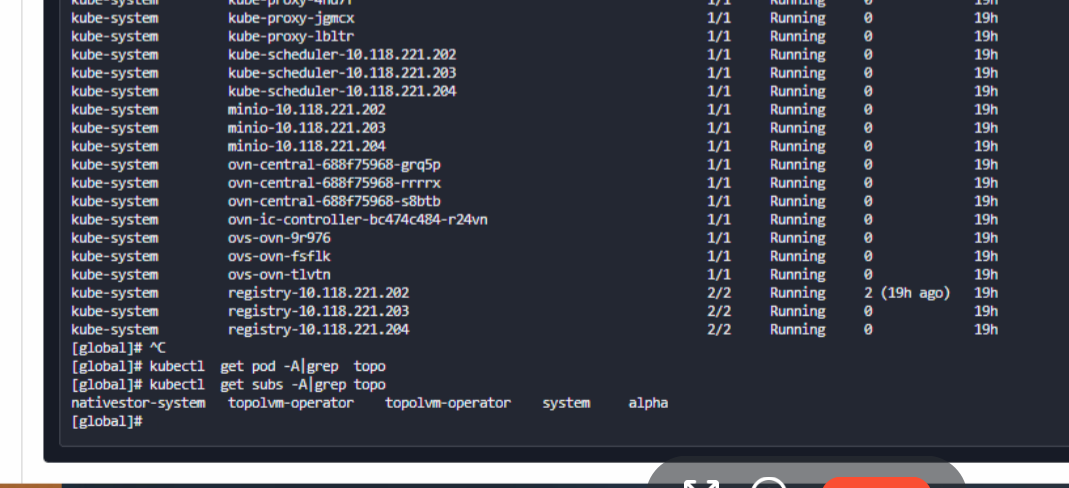 kube-system kube-proxy-jgmcx 1/1 Running 0 19h
kube-system kube-proxy-lbltr 1/1 Running 0 19h
kube-system kube-scheduler-10.118.221.202 1/1 Running 0 19h
kube-system kube-scheduler-10.118.221.203 1/1 Running 0 19h
kube-system kube-scheduler-10.118.221.204 1/1 Running 0 19h
kube-system minio-10.118.221.202 1/1 Running 0 19h
kube-system minio-10.118.221.203 1/1 Running 0 19h
kube-system minio-10.118.221.204 1/1 Running 0 19h
kube-system ovn-central-688f75968-grq5p 1/1 Running 0 19h
kube-system ovn-central-688f75968-rrrrx 1/1 Running 0 19h
kube-system ovn-central-688f75968-s8btb 1/1 Running 0 19h
kube-system ovn-ic-controller-bc474c484-r24vn 1/1 Running 0 19h
kube-system ovs-ovn-9r976 1/1 Running 0 19h
kube-system ovs-ovn-fsflk 1/1 Running 0 19h
kube-system ovs-ovn-tlvtn 1/1 Running 0 19h
kube-system registry-10.118.221.202 2/2 Running 2 (19h ago) 19h
kube-system registry-10.118.221.203 2/2 Running 0 19h
kube-system registry-10.118.221.204 2/2 Running 0 19h
[global]# ^C
[global]# kubectl get pod -A|grep topo
[global]# kubectl get subs -A|grep topo
nativestor-system topolvm-operator topolvm-operator system alpha
[global]#